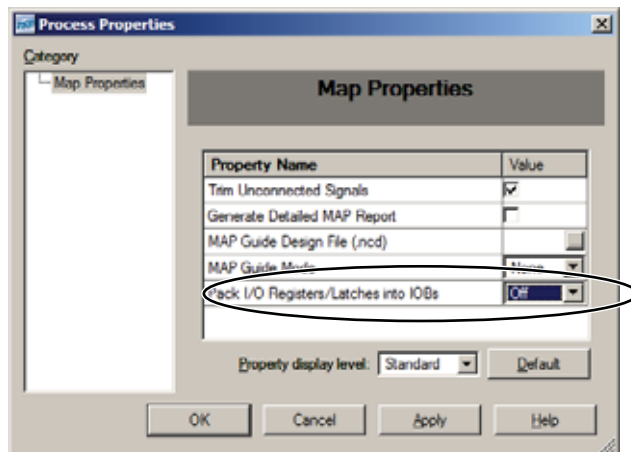 Process Properties
Category
Map Properties
Map Properties
Property Name Value
Trim Unconnected Signals
Generate Detailed MAP Report
MAP Guide Design File (.ncd)
MAP Guide Mode None
Pack I/O Registers/Latches into IOBs Off
Property display level: Standard Default
OK Cancel Apply Help